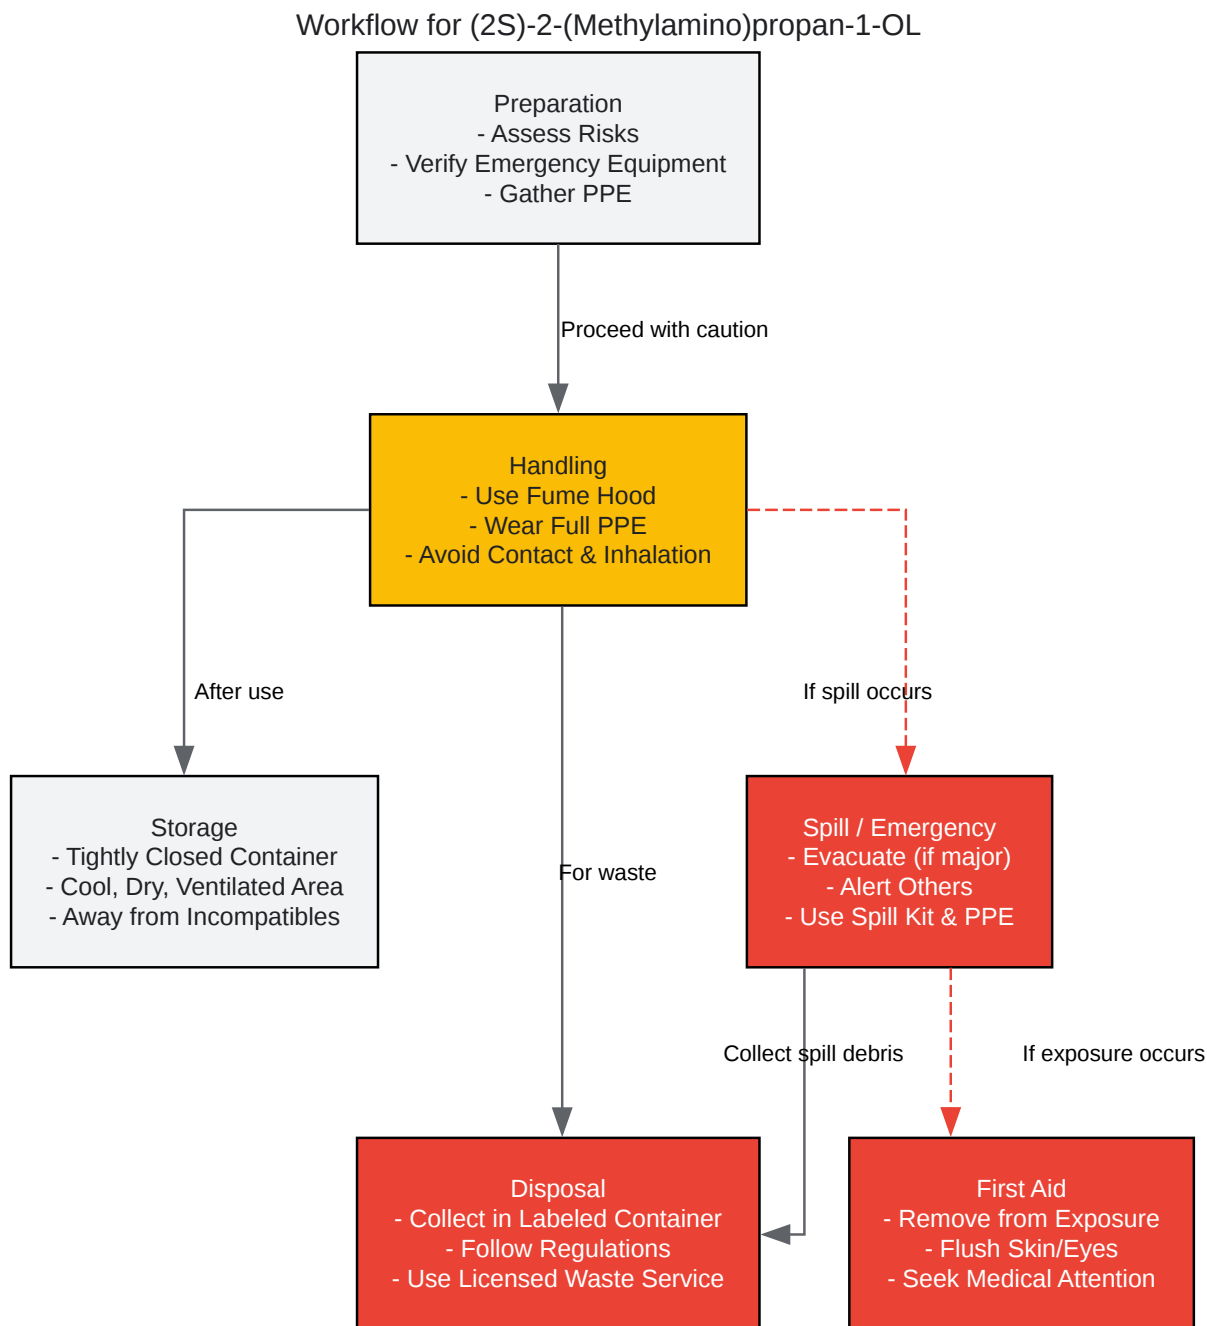 Workflow for (2S)-2-(Methylamino)propan-1-OL
Preparation
- Assess Risks
- Verify Emergency Equipment
- Gather PPE
Proceed with caution
Handling
- Use Fume Hood
- Wear Full PPE
- Avoid Contact & Inhalation
After use
If spill occurs
Storage
- Tightly Closed Container
- Cool, Dry, Ventilated Area
- Away from Incompatibles
For waste
Spill / Emergency
- Evacuate (if major)
- Alert Others
- Use Spill Kit & PPE
Collect spill debris
If exposure occurs
Disposal
- Collect in Labeled Container
- Follow Regulations
- Use Licensed Waste Service
First Aid
- Remove from Exposure
- Flush Skin/Eyes
- Seek Medical Attention